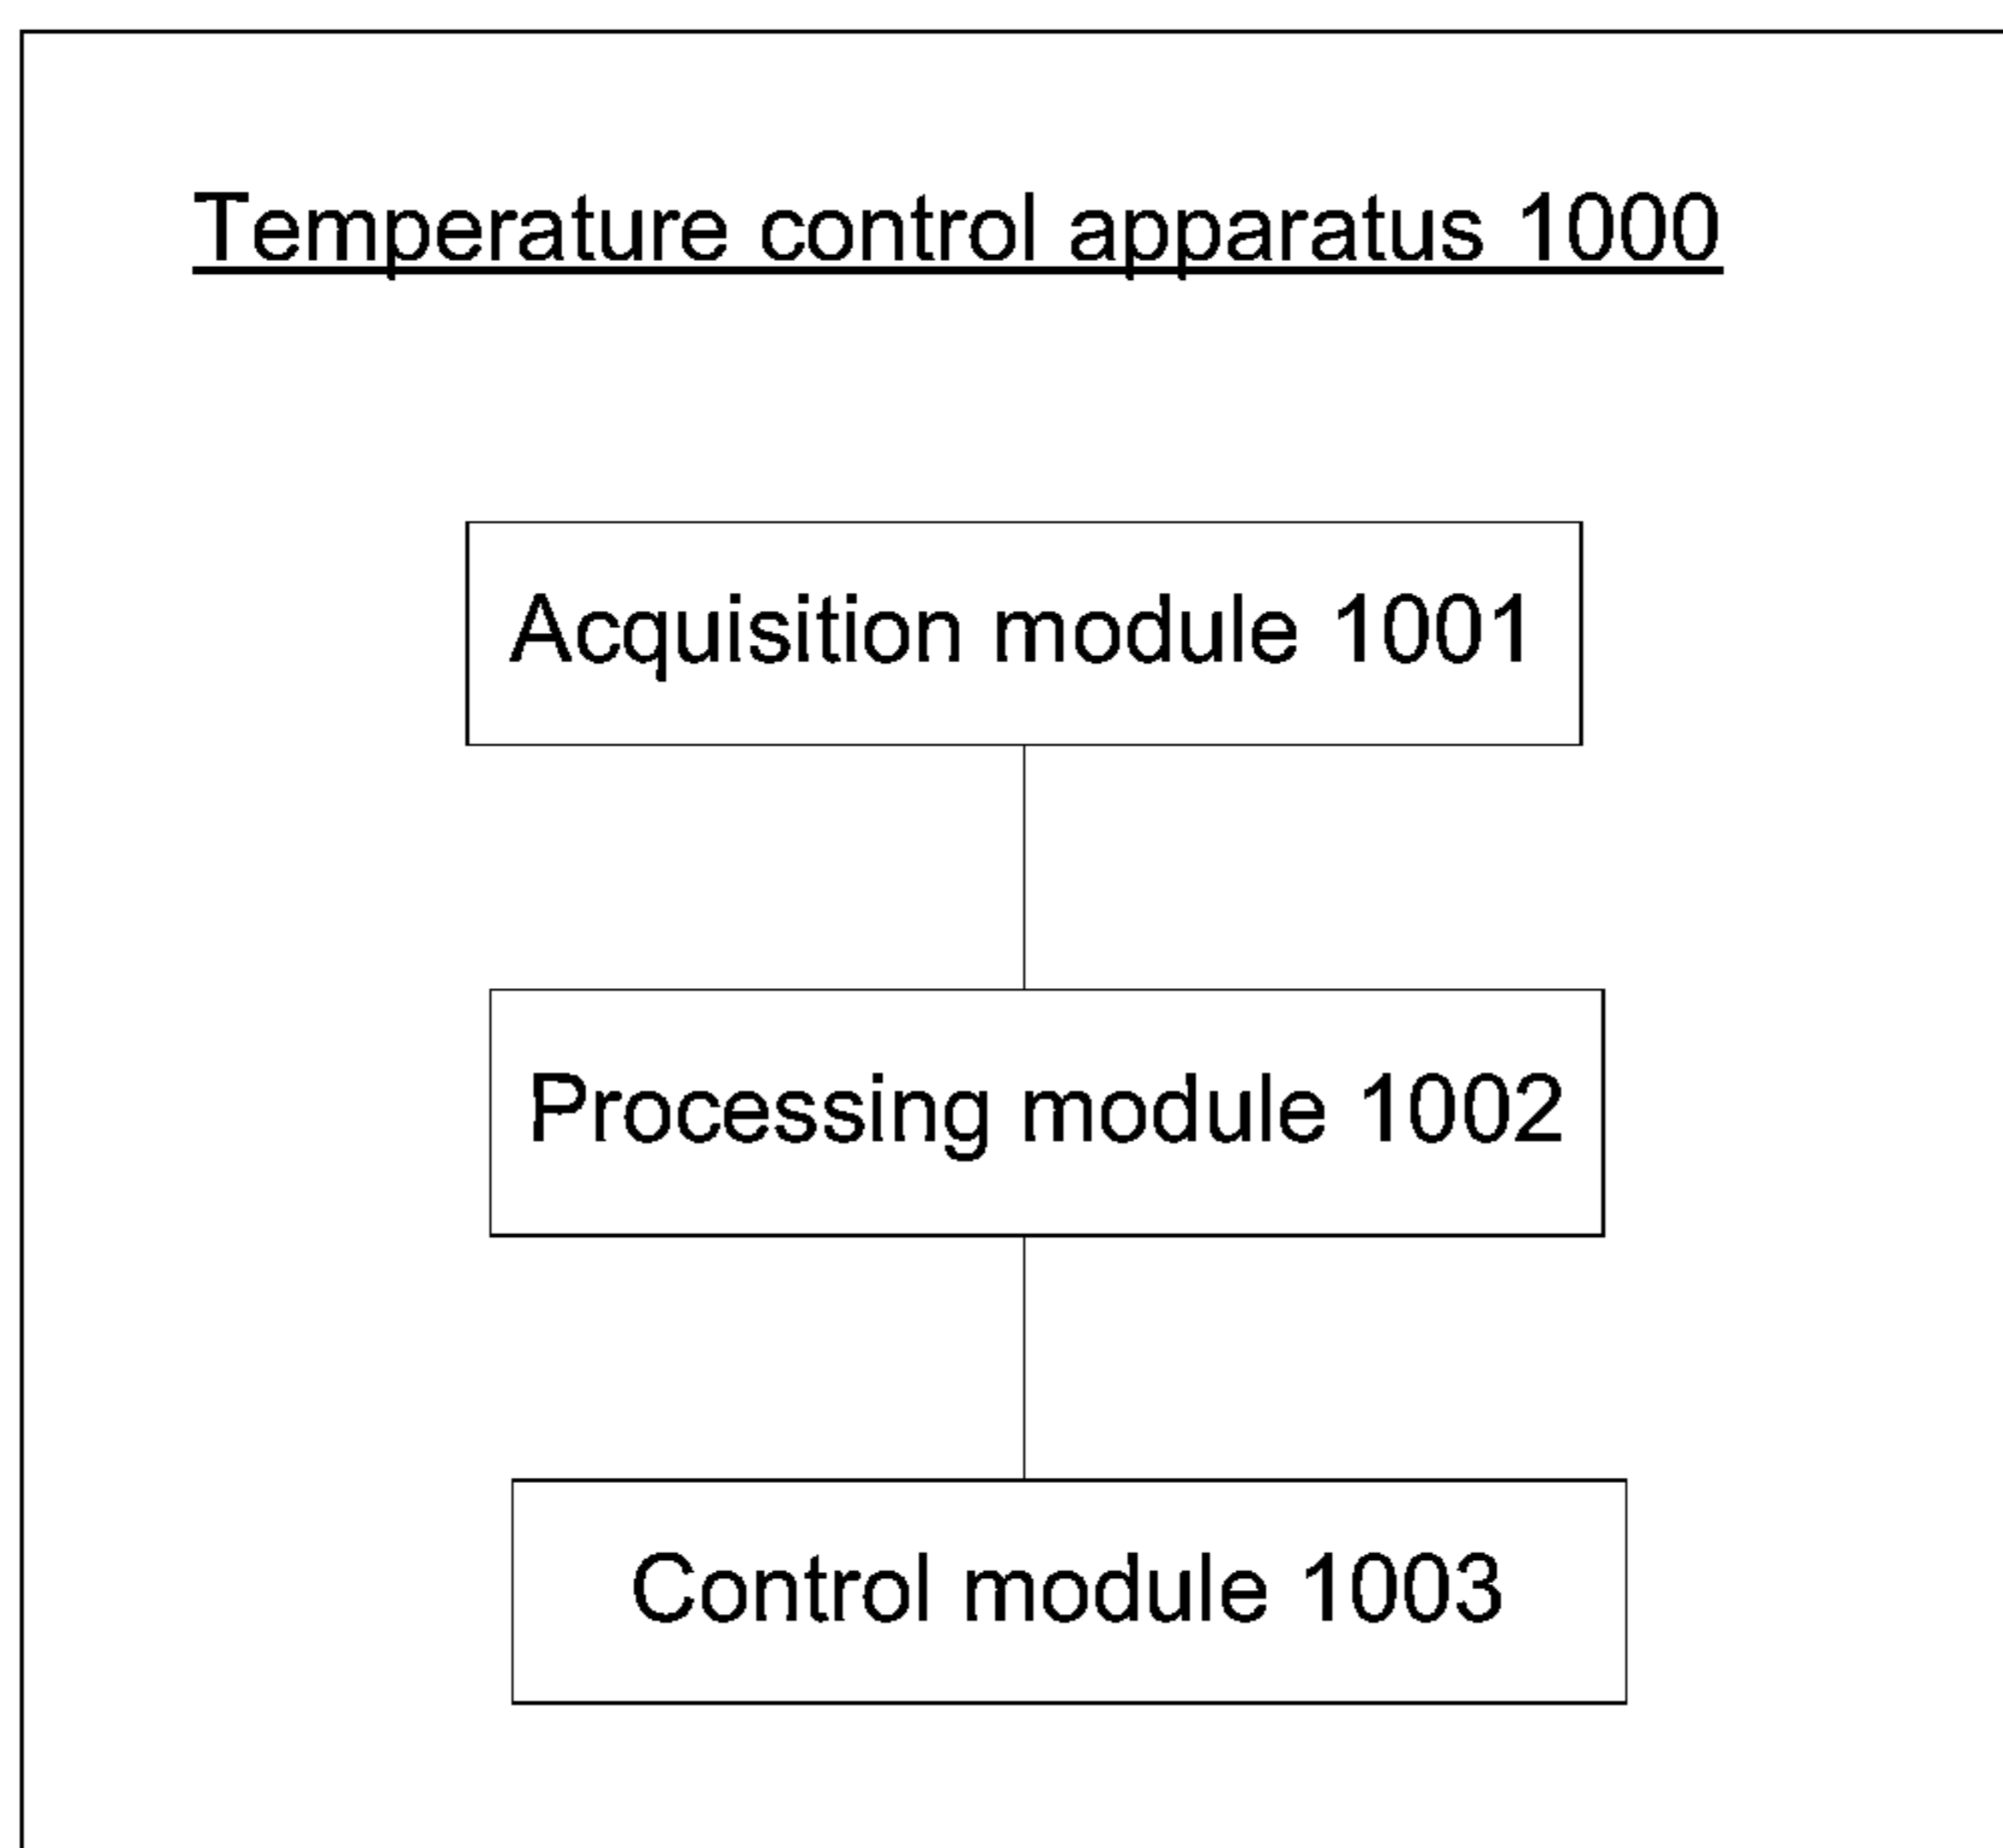 Temperature control apparatus 1000
Acquisition module 1001
Processing module 1002
Control module 1003